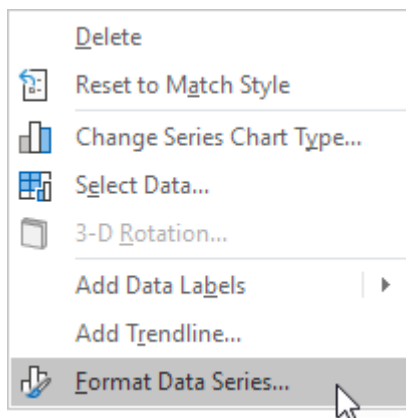 Delete
Reset to Match Style
Change Series Chart Type...
Select Data...
3-D Rotation...
Add Data Labels
Add Trendline...
Format Data Series...